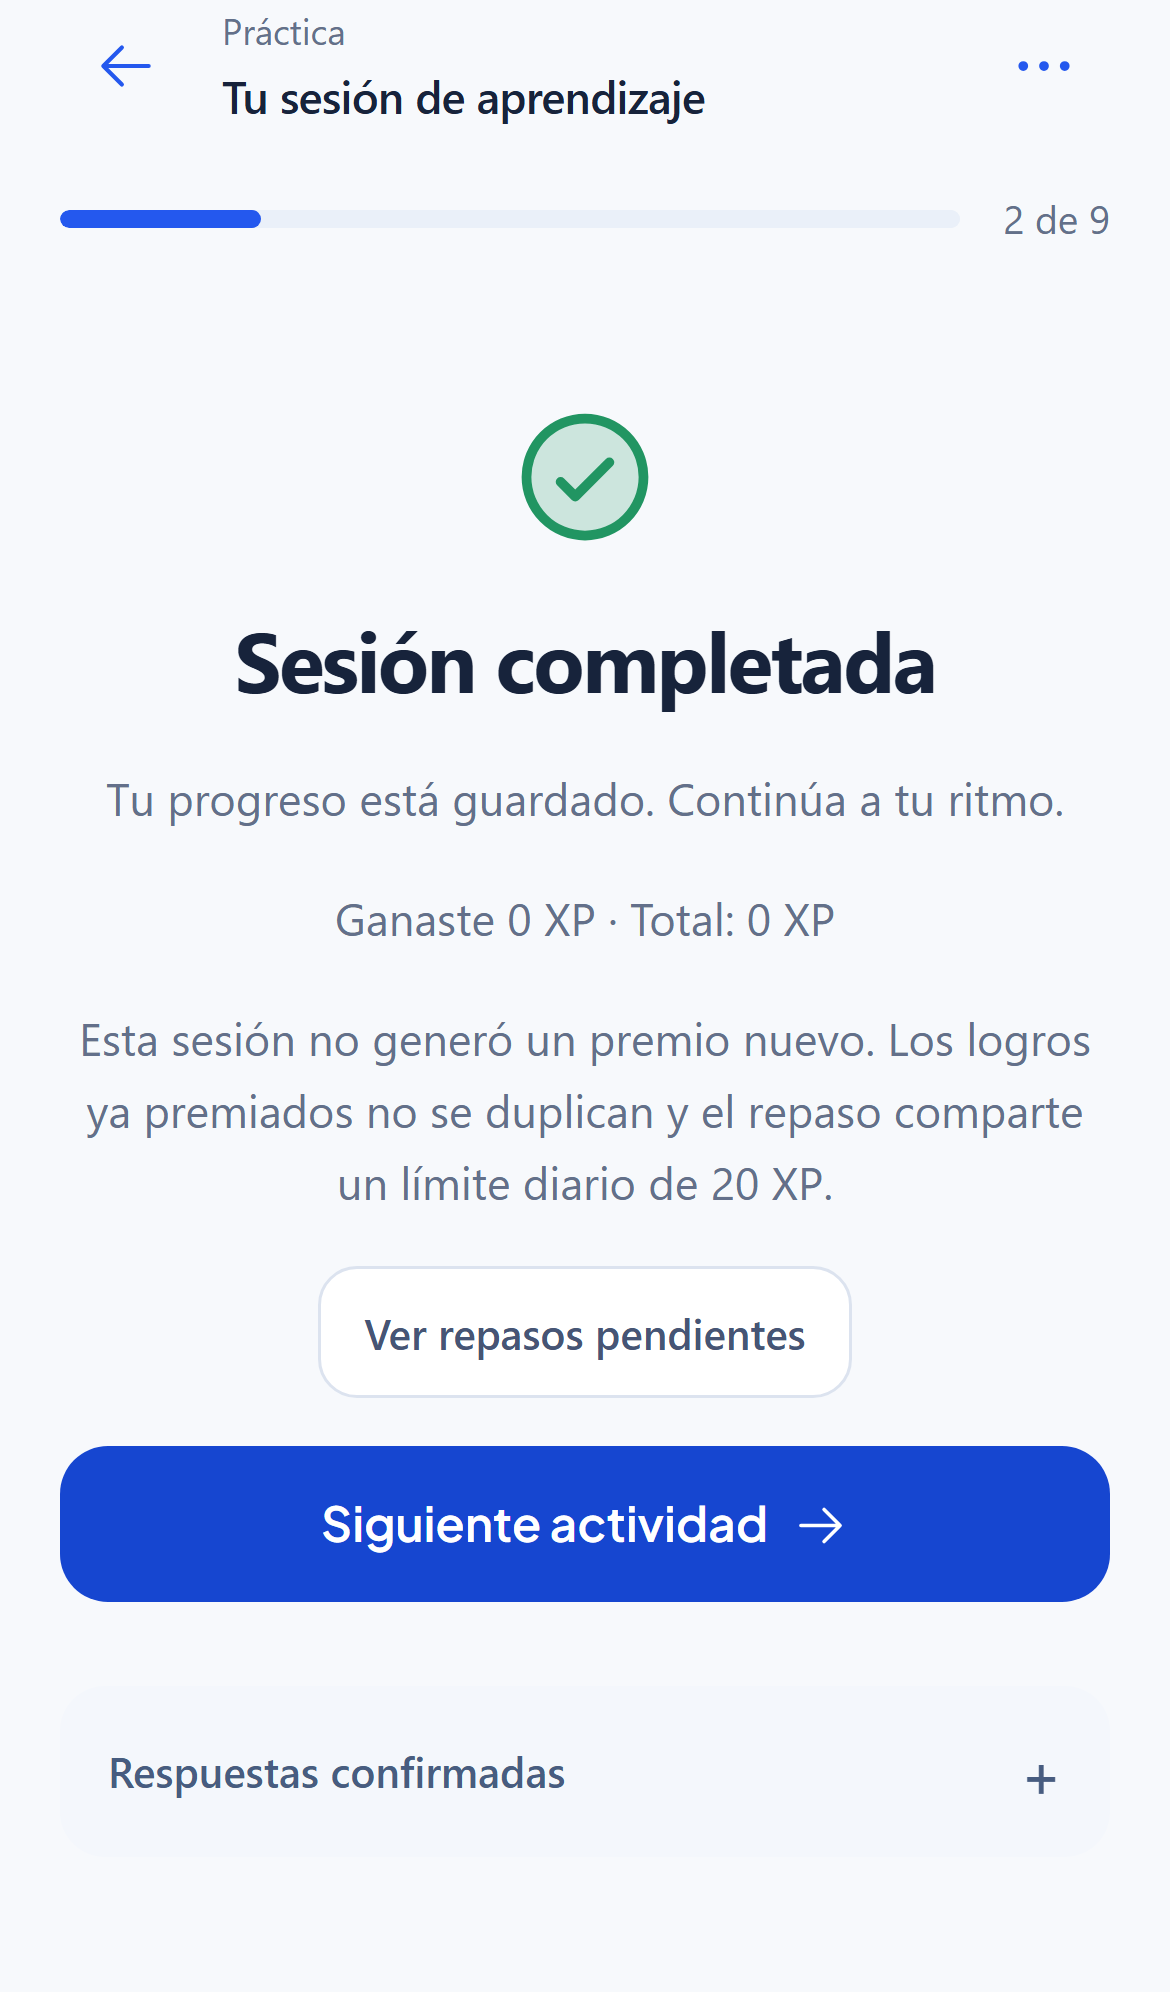 Práctica
Tu sesión de aprendizaje
2 de 9
Sesión completada
Tu progreso está guardado. Continúa a tu ritmo.
Ganaste 0 XP · Total: 0 XP
Esta sesión no generó un premio nuevo. Los logros
ya premiados no se duplican y el repaso comparte
un límite diario de 20 XP.
Ver repasos pendientes
Siguiente actividad →
Respuestas confirmadas +